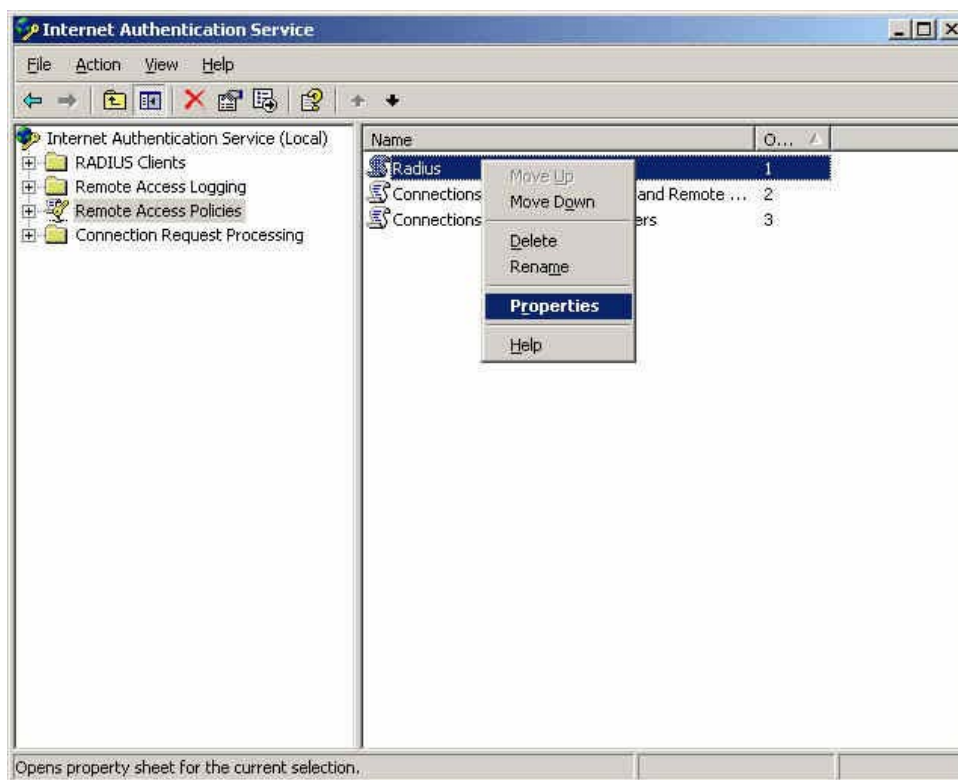 Internet Authentication Service
File Action View Help
Internet Authentication Service (Local)
RADIUS Clients
Remote Access Logging
Remote Access Policies
Connection Request Processing
Name O...
Radius 1
Connections and Remote ... 2
Connections ers 3
Move Up
Move Down
Delete
Rename
Properties
Help
Opens property sheet for the current selection.